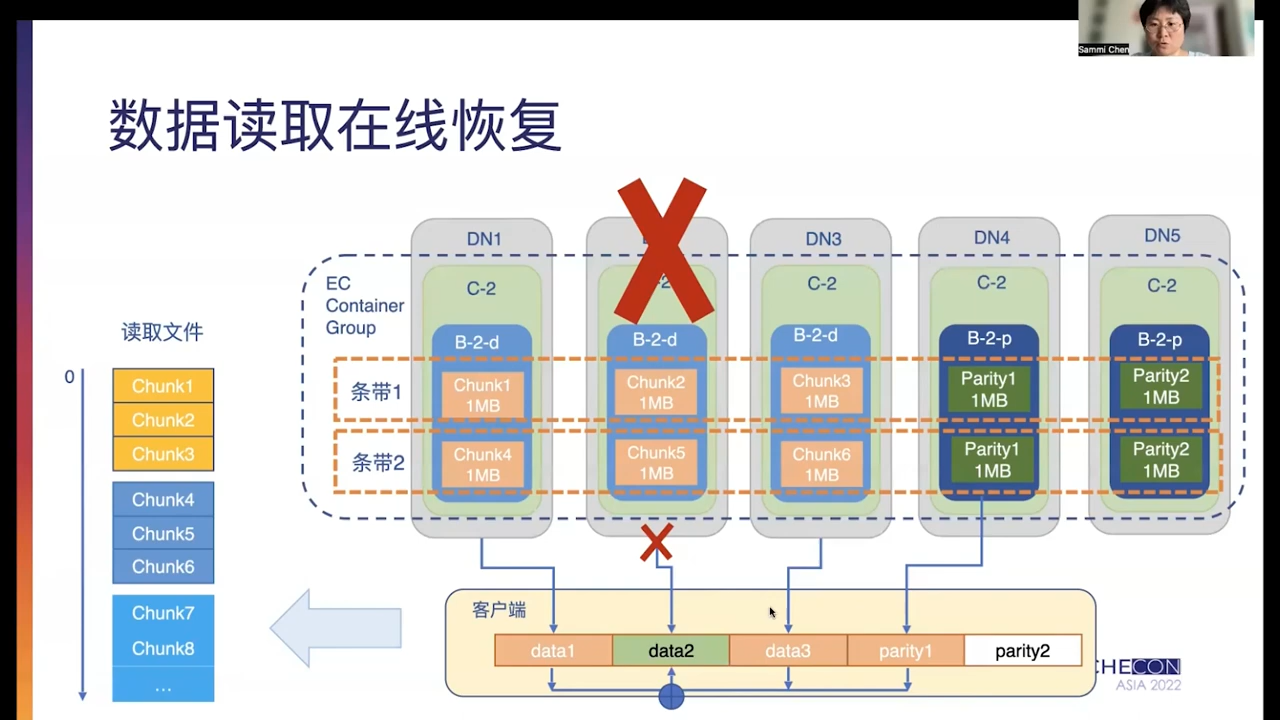 Sammi Chen
数据读取在线恢复
DN1
DN3
DN4
DN5
EC
Container
Group
C-2
C-2
C-2
C-2
读取文件
0
B-2-d
B-2-d
B-2-d
B-2-p
B-2-p
条带1
Chunk1
1MB
Chunk2
1MB
Chunk3
1MB
Parity1
1MB
Parity2
1MB
条带2
Chunk4
1MB
Chunk5
1MB
Chunk6
1MB
Parity1
1MB
Parity2
1MB
Chunk1
Chunk2
Chunk3
Chunk4
Chunk5
Chunk6
Chunk7
Chunk8
...
客户端
data1
data2
data3
parity1
parity2
CHECON
ASIA 2022